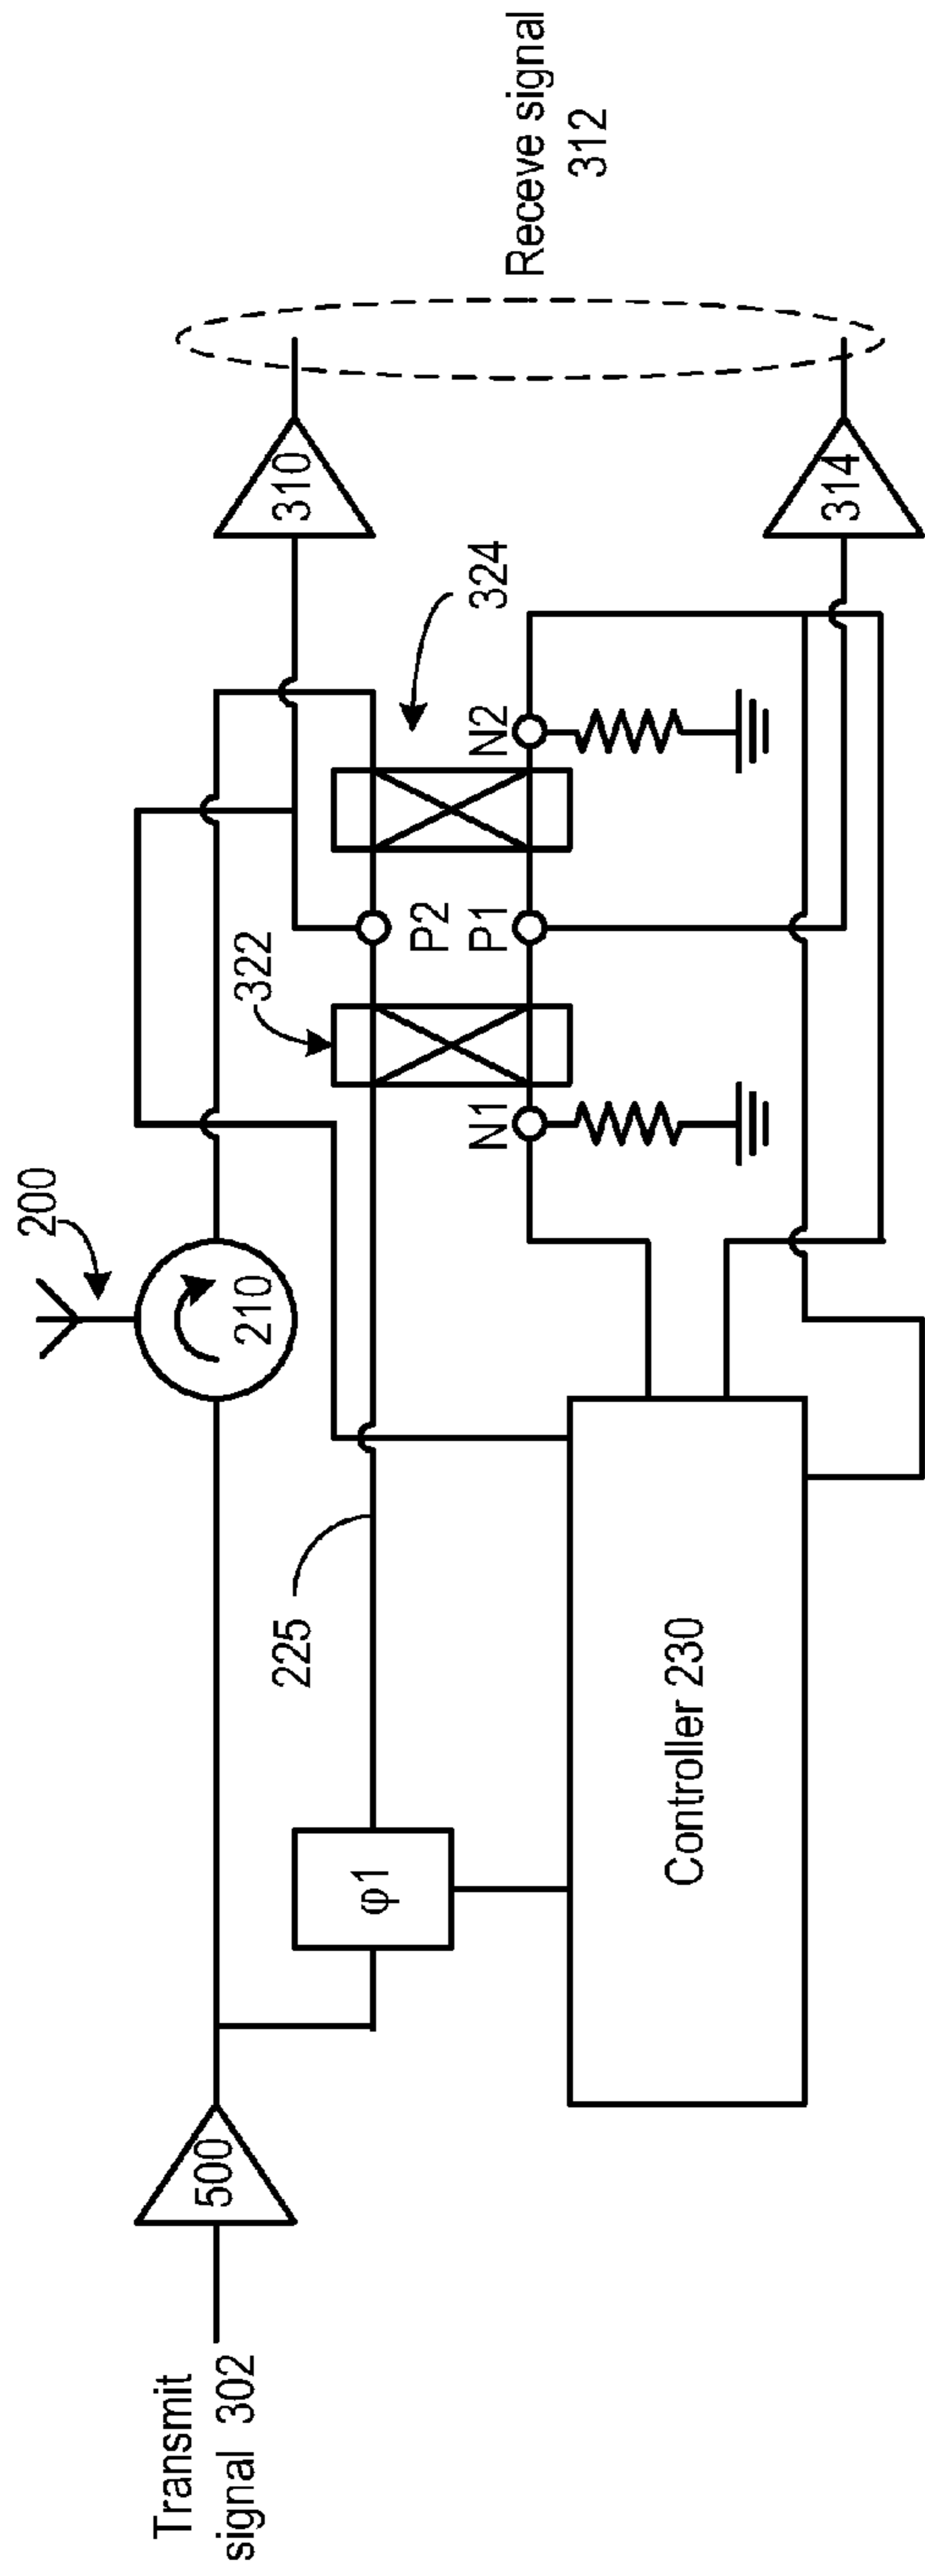 200
Transmit
signal 302
500
210
φ1
225
322
324
N1
P2
P1
N2
310
314
Receve signal
312
Controller 230